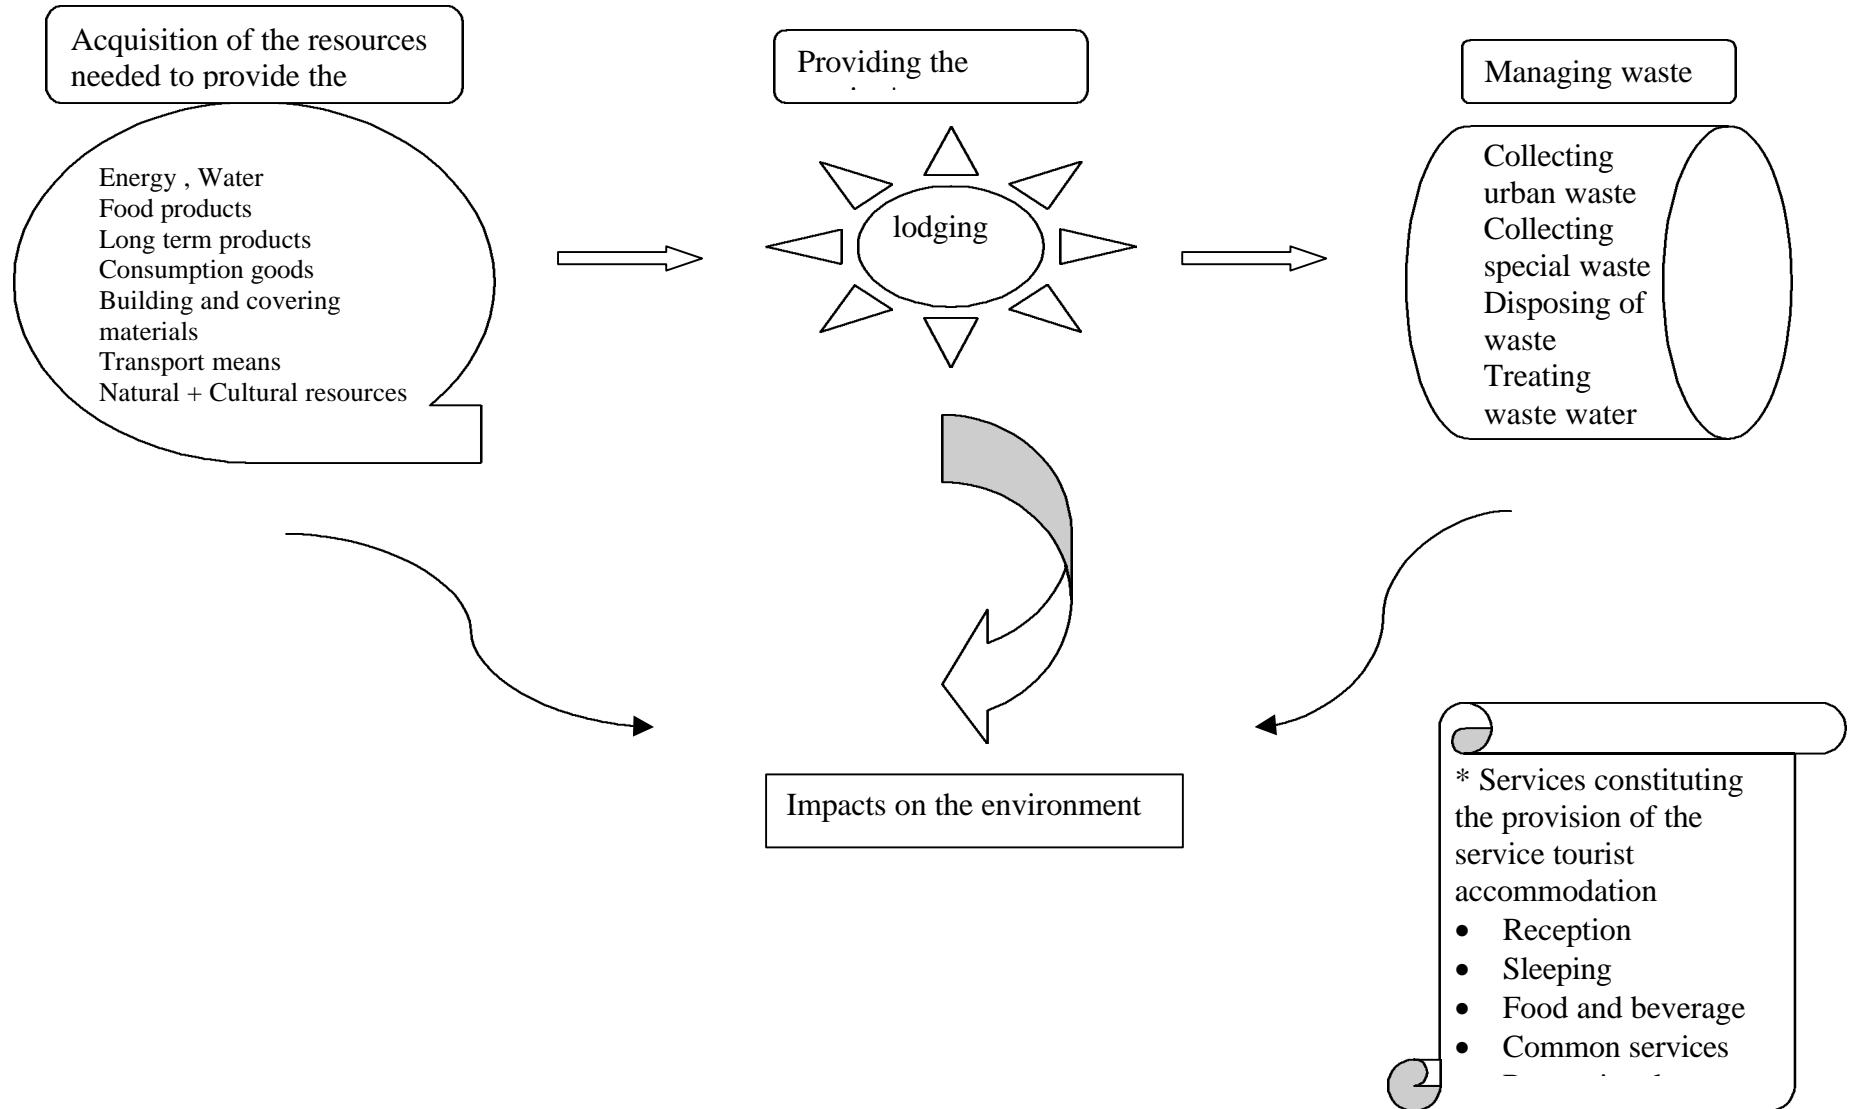 Acquisition of the resources
needed to provide the
Energy , Water
Food products
Long term products
Consumption goods
Building and covering
materials
Transport means
Natural + Cultural resources
Providing the
lodging
Managing waste
Collecting
urban waste
Collecting
special waste
Disposing of
waste
Treating
waste water
Impacts on the environment
* Services constituting
the provision of the
service tourist
accommodation
• Reception
• Sleeping
• Food and beverage
• Common services